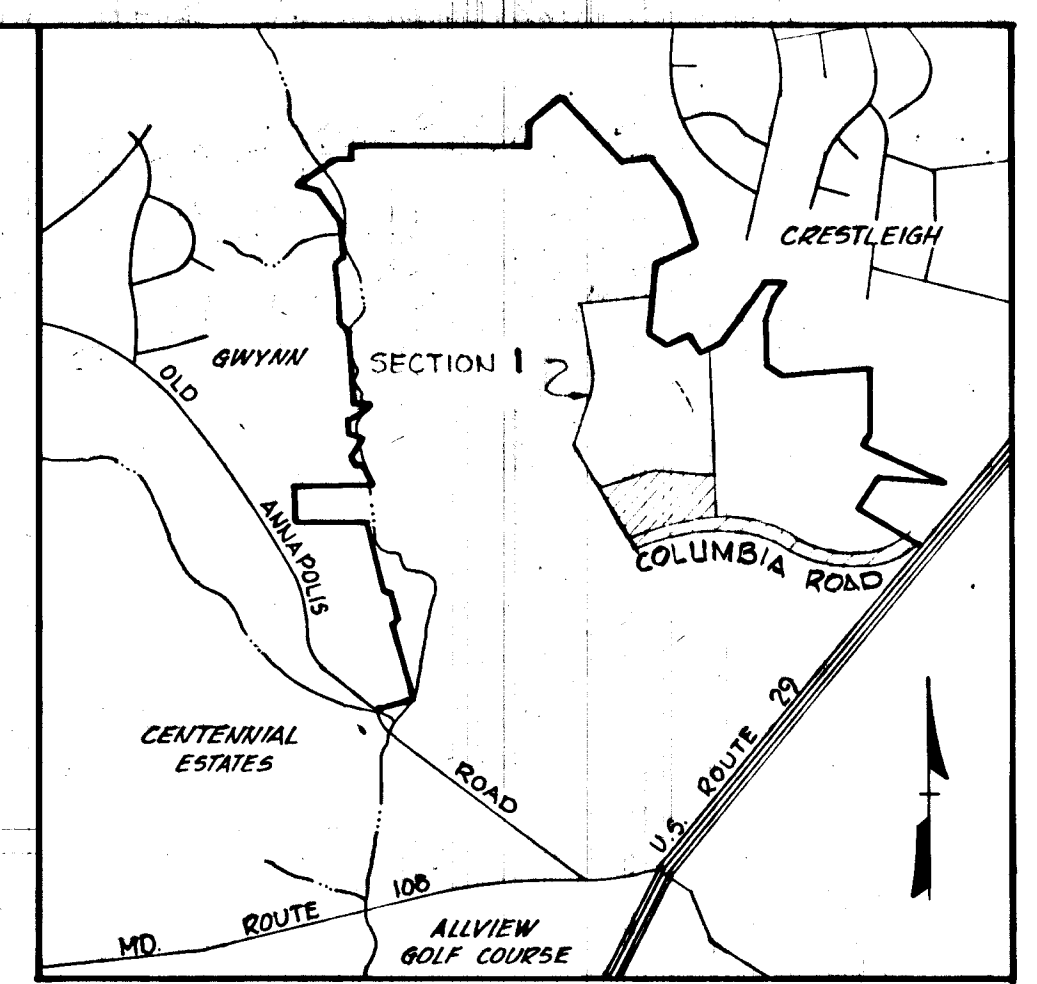 CRESTLEIGH
GWYNN
SECTION 1
OLD
ANNAPOLIS
ROAD
COLUMBIA ROAD
CENTENNIAL
ESTATES
U.S. ROUTE 29
MD. ROUTE 108
ALLVIEW
GOLF COURSE